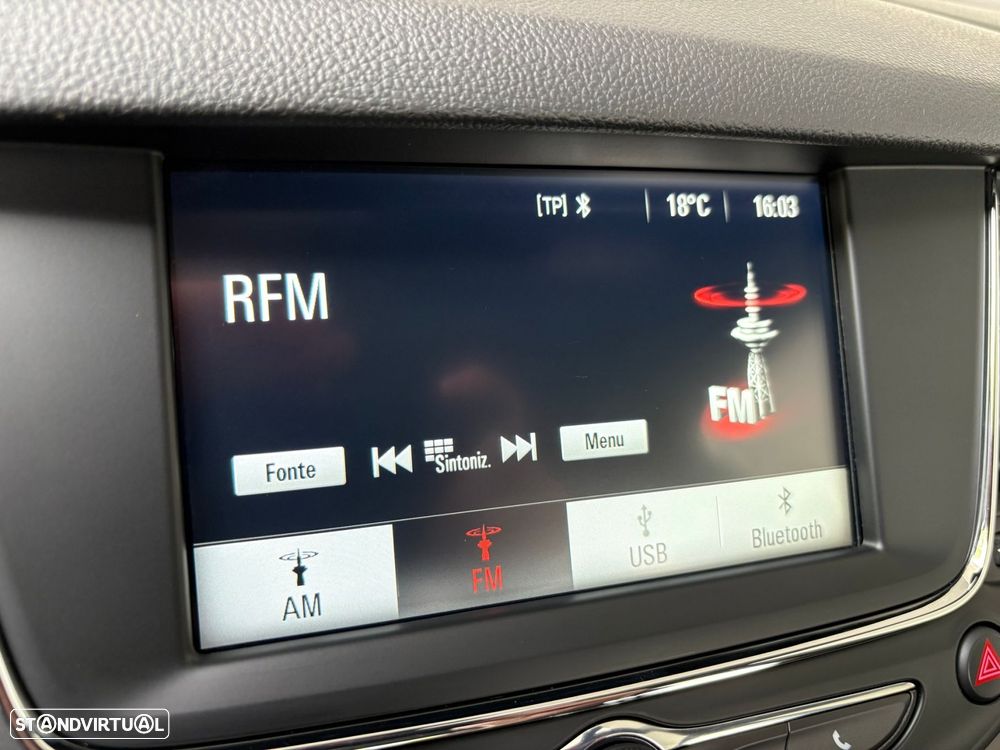 [TP] 18°C 16:03
RFM
FM
Fonte Sintoniz. Menu
AM FM USB Bluetooth
STANDVIRTUAL